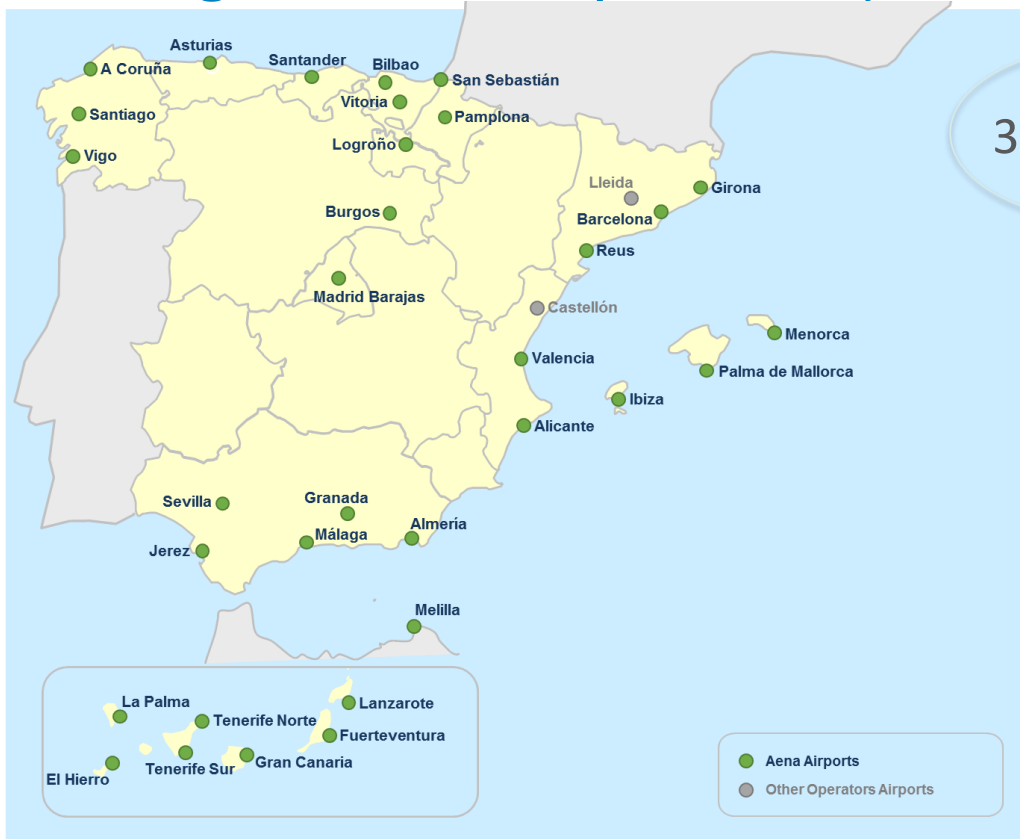 Asturias
A Coruña
Santander
Bilbao
San Sebastián
Vitoria
Santiago
Pamplona
3
Logroño
Vigo
Lleida
Girona
Burgos
Barcelona
Reus
Madrid Barajas
Castellón
Menorca
Valencia
Palma de Mallorca
Ibiza
Alicante
Sevilla
Granada
Almería
Málaga
Jerez
Melilla
La Palma
Lanzarote
Tenerife Norte
Fuerteventura
Gran Canaria
Tenerife Sur
El Hierro
Aena Airports
Other Operators Airports